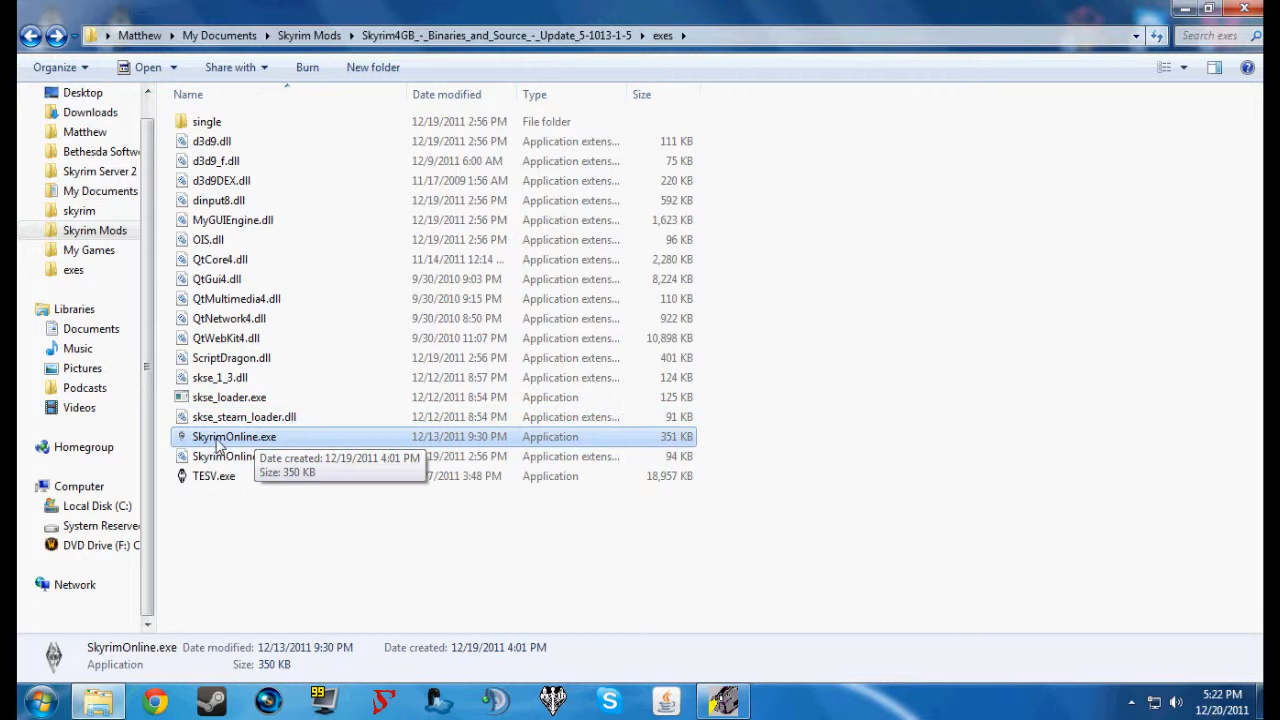 Matthew ▸ My Documents ▸ Skyrim Mods ▸ Skyrim4GB_-_Binaries_and_Source_-_Update_5-1013-1-5 ▸ exes ▸ Search exes
Organize Open Share with Burn New folder
Name Date modified Type Size
Desktop
Downloads
Matthew
Bethesda Softw
Skyrim Server 2
My Documents
skyrim
Skyrim Mods
My Games
exes
Libraries
Documents
Music
Pictures
Podcasts
Videos
Homegroup
Computer
Local Disk (C:)
System Reserve
DVD Drive (F:) C
Network
single 12/19/2011 2:56 PM File folder
d3d9.dll 12/19/2011 2:56 PM Application extens... 111 KB
d3d9_f.dll 12/9/2011 6:00 AM Application extens... 75 KB
d3d9DEX.dll 11/17/2009 1:56 AM Application extens... 220 KB
dinput8.dll 12/19/2011 2:56 PM Application extens... 592 KB
MyGUIEngine.dll 12/19/2011 2:56 PM Application extens... 1,623 KB
OIS.dll 12/19/2011 2:56 PM Application extens... 96 KB
QtCore4.dll 11/14/2011 12:14 ... Application extens... 2,280 KB
QtGui4.dll 9/30/2010 9:03 PM Application extens... 8,224 KB
QtMultimedia4.dll 9/30/2010 9:15 PM Application extens... 110 KB
QtNetwork4.dll 9/30/2010 8:50 PM Application extens... 922 KB
QtWebKit4.dll 9/30/2010 11:07 PM Application extens... 10,898 KB
ScriptDragon.dll 12/19/2011 2:56 PM Application extens... 401 KB
skse_1_3.dll 12/12/2011 8:57 PM Application extens... 124 KB
skse_loader.exe 12/12/2011 8:54 PM Application 125 KB
skse_steam_loader.dll 12/12/2011 8:54 PM Application extens... 91 KB
SkyrimOnline.exe 12/13/2011 9:30 PM Application 351 KB
SkyrimOnline 19/2011 2:56 PM Application extens... 94 KB
TESV.exe 7/2011 3:48 PM Application 18,957 KB
Date created: 12/19/2011 4:01 PM
Size: 350 KB
SkyrimOnline.exe Date modified: 12/13/2011 9:30 PM Date created: 12/19/2011 4:01 PM
Application Size: 350 KB
99
5:22 PM
12/20/2011